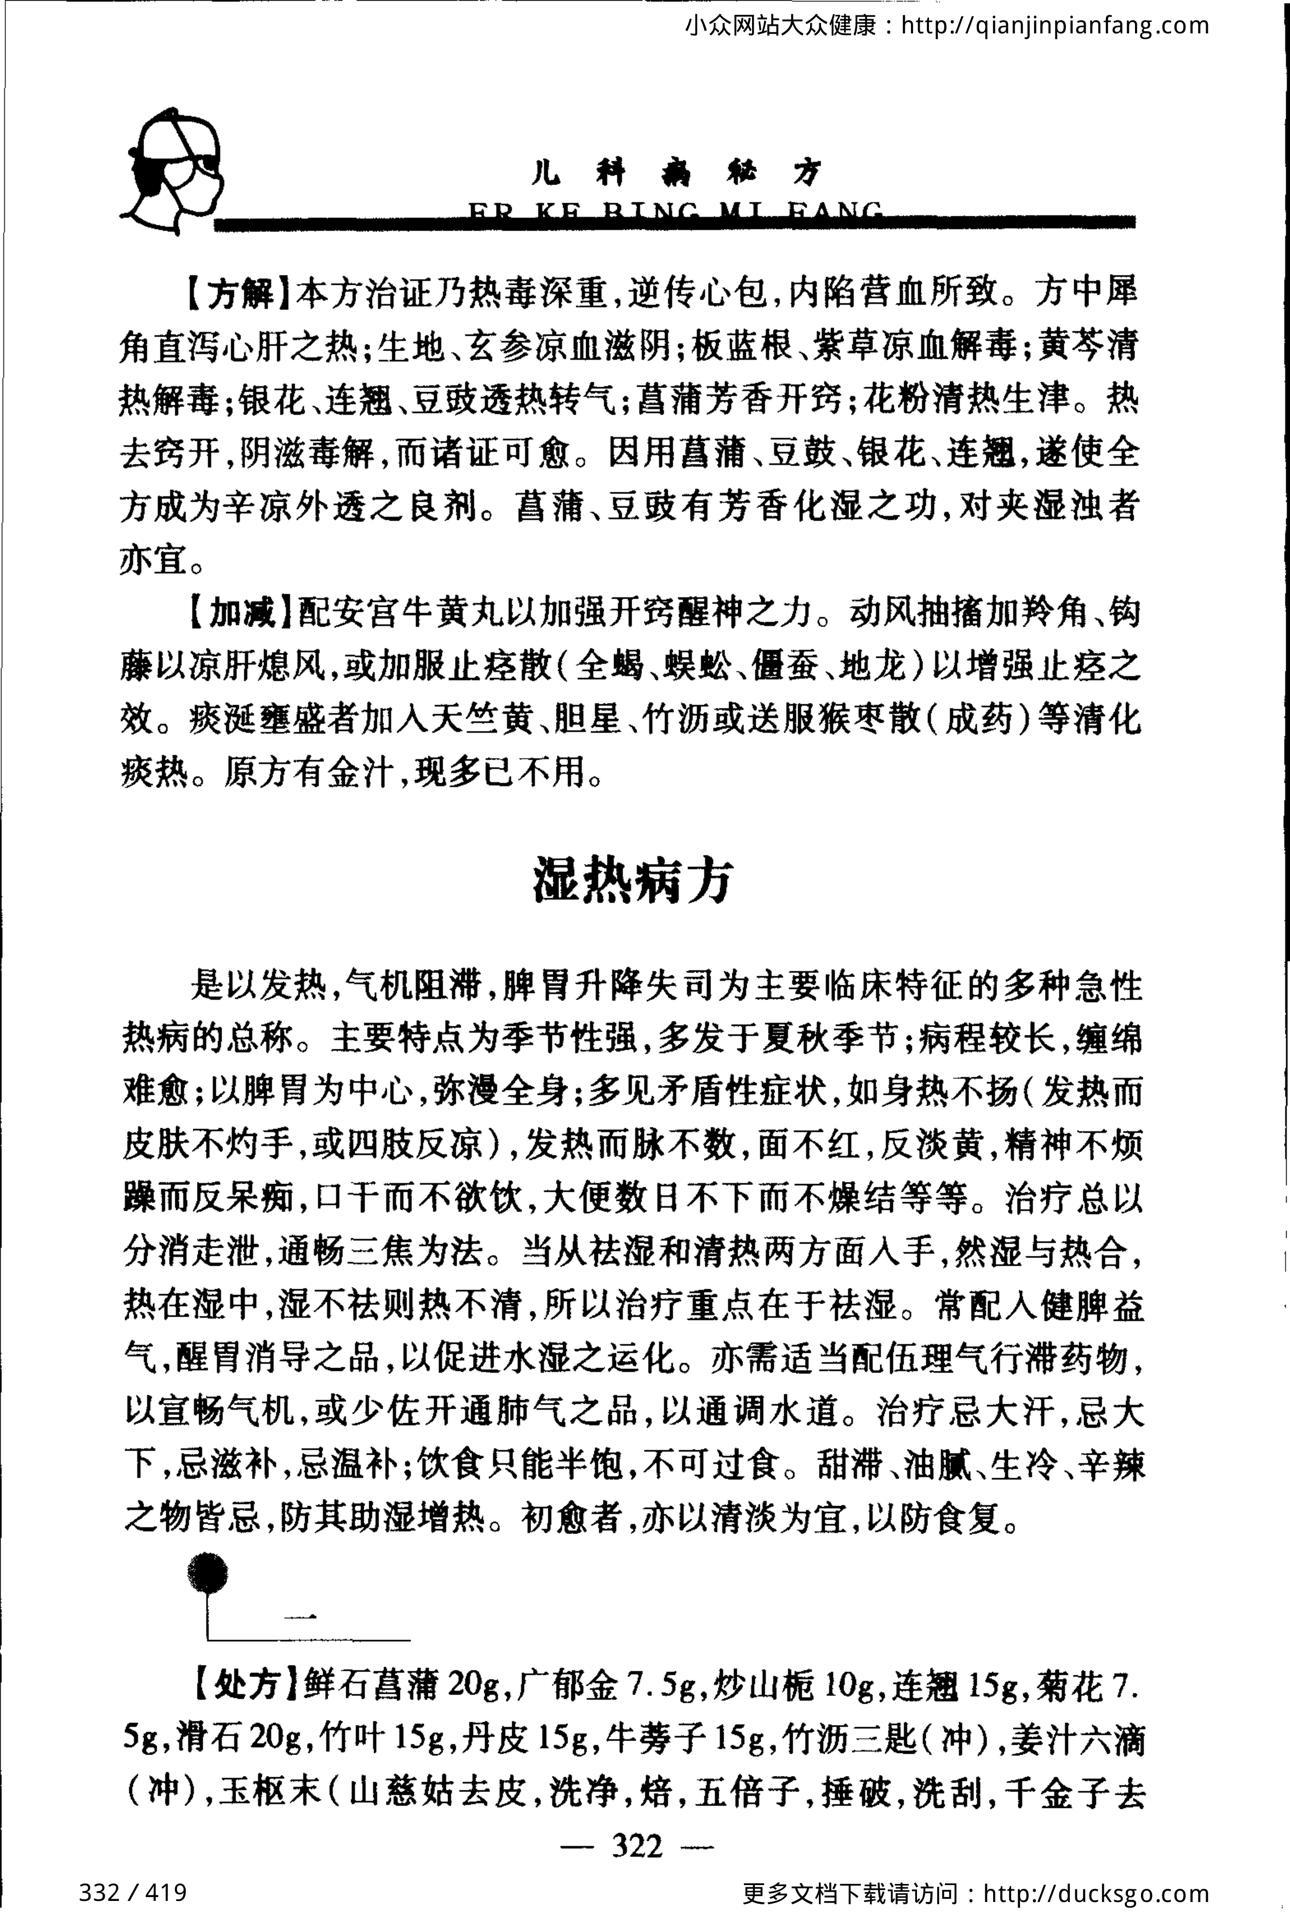 小众网站大众健康：http://qianjinpianfang.com
儿科病秘方
ER KE BING MI FANG
【方解】本方治证乃热毒深重,逆传心包,内陷营血所致。方中犀
角直泻心肝之热;生地、玄参凉血滋阴;板蓝根、紫草凉血解毒;黄芩清
热解毒;银花、连翘、豆豉透热转气;菖蒲芳香开窍;花粉清热生津。热
去窍开,阴滋毒解,而诸证可愈。因用菖蒲、豆鼓、银花、连翘,遂使全
方成为辛凉外透之良剂。菖蒲、豆豉有芳香化湿之功,对夹湿浊者
亦宜。
【加减】配安宫牛黄丸以加强开窍醒神之力。动风抽搐加羚角、钩
藤以凉肝熄风,或加服止痉散(全蝎、蜈蚣、僵蚕、地龙)以增强止痉之
效。痰涎壅盛者加入天竺黄、胆星、竹沥或送服猴枣散(成药)等清化
痰热。原方有金汁,现多已不用。
湿热病方
是以发热,气机阻滞,脾胃升降失司为主要临床特征的多种急性
热病的总称。主要特点为季节性强,多发于夏秋季节;病程较长,缠绵
难愈;以脾胃为中心,弥漫全身;多见矛盾性症状,如身热不扬(发热而
皮肤不灼手,或四肢反凉),发热而脉不数,面不红,反淡黄,精神不烦
躁而反呆痴,口干而不欲饮,大便数日不下而不燥结等等。治疗总以
分消走泄,通畅三焦为法。当从祛湿和清热两方面入手,然湿与热合,
热在湿中,湿不祛则热不清,所以治疗重点在于祛湿。常配入健脾益
气,醒胃消导之品,以促进水湿之运化。亦需适当配伍理气行滞药物,
以宣畅气机,或少佐开通肺气之品,以通调水道。治疗忌大汗,忌大
下,忌滋补,忌温补;饮食只能半饱,不可过食。甜滞、油腻、生冷、辛辣
之物皆忌,防其助湿增热。初愈者,亦以清淡为宜,以防食复。
一
【处方】鲜石菖蒲20g,广郁金7.5g,炒山栀10g,连翘15g,菊花7.
5g,滑石20g,竹叶15g,丹皮15g,牛蒡子15g,竹沥三匙(冲),姜汁六滴
(冲),玉枢末(山慈姑去皮,洗净,焙,五倍子,捶破,洗刮,千金子去
— 322 —
332 / 419
更多文档下载请访问：http://ducksgo.com